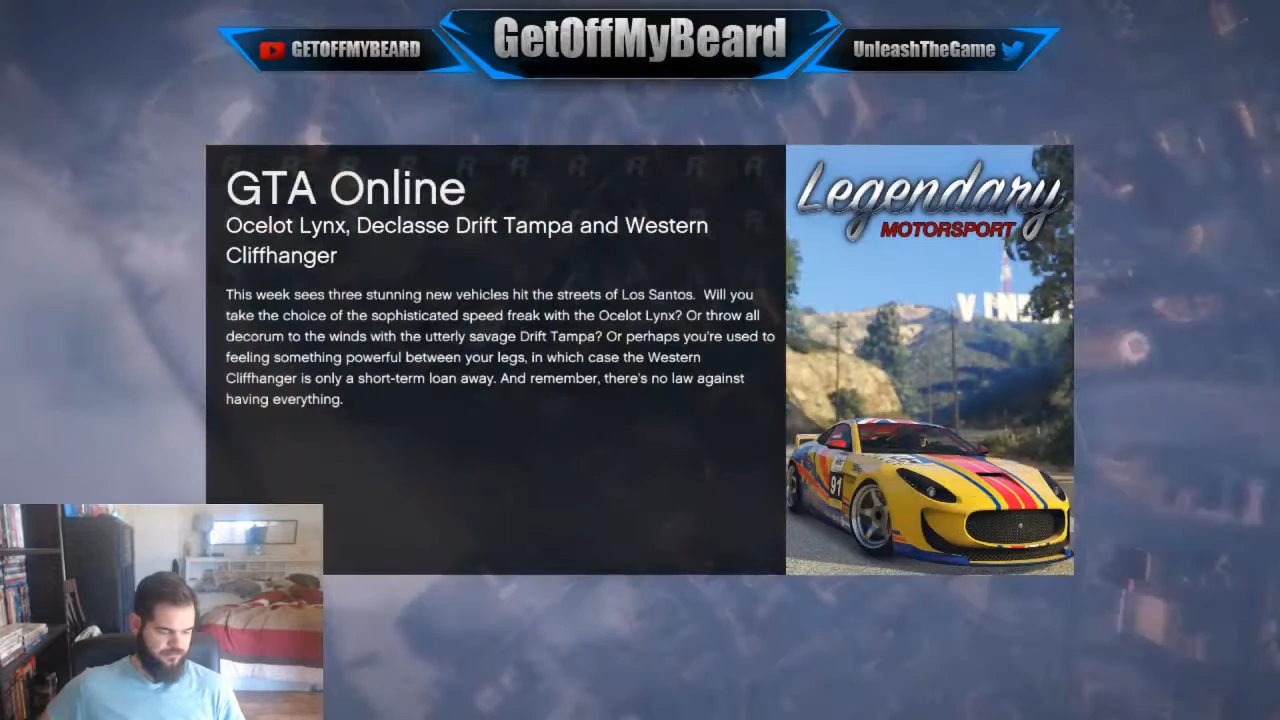 GETOFFMYBEARD
GetOffMyBeard
UnleashTheGame
GTA Online
Ocelot Lynx, Declasse Drift Tampa and Western
Cliffhanger
This week sees three stunning new vehicles hit the streets of Los Santos. Will you
take the choice of the sophisticated speed freak with the Ocelot Lynx? Or throw all
decorum to the winds with the utterly savage Drift Tampa? Or perhaps you're used to
feeling something powerful between your legs, in which case the Western
Cliffhanger is only a short-term loan away. And remember, there's no law against
having everything.
Legendary
MOTORSPORT
VINE
91